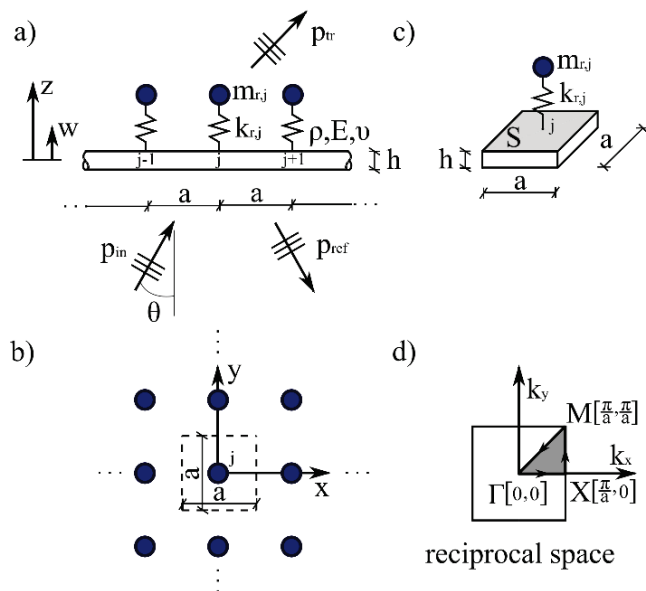 a)
p_tr
m_r,j
z
w
k_r,j
ρ,E,υ
j-1
j
j+1
h
a
a
...
...
p_in
p_ref
θ
c)
m_r,j
k_r,j
j
S
a
h
a
b)
...
y
j
a
a
x
...
...
...
d)
k_y
M[π/a,π/a]
k_x
Γ[0,0]
X[π/a,0]
reciprocal space